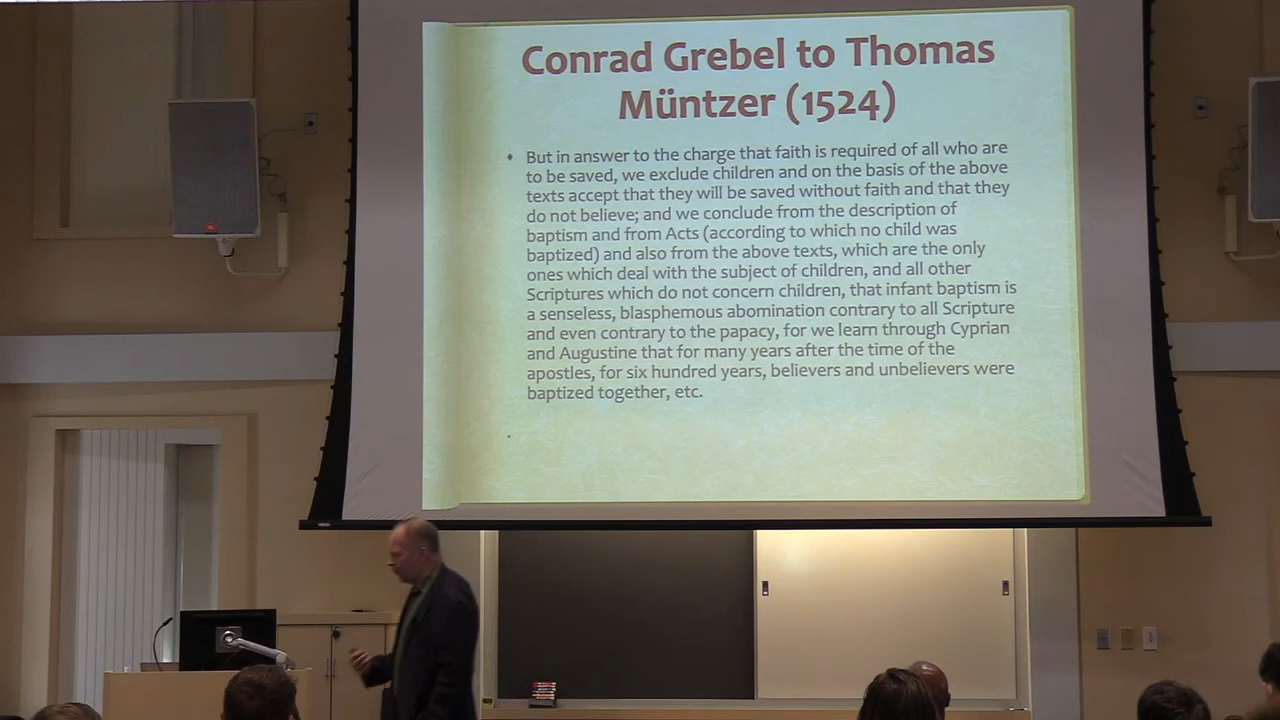 Conrad Grebel to Thomas
Müntzer (1524)
But in answer to the charge that faith is required of all who are
to be saved, we exclude children and on the basis of the above
texts accept that they will be saved without faith and that they
do not believe; and we conclude from the description of
baptism and from Acts (according to which no child was
baptized) and also from the above texts, which are the only
ones which deal with the subject of children, and all other
Scriptures which do not concern children, that infant baptism is
a senseless, blasphemous abomination contrary to all Scripture
and even contrary to the papacy, for we learn through Cyprian
and Augustine that for many years after the time of the
apostles, for six hundred years, believers and unbelievers were
baptized together, etc.